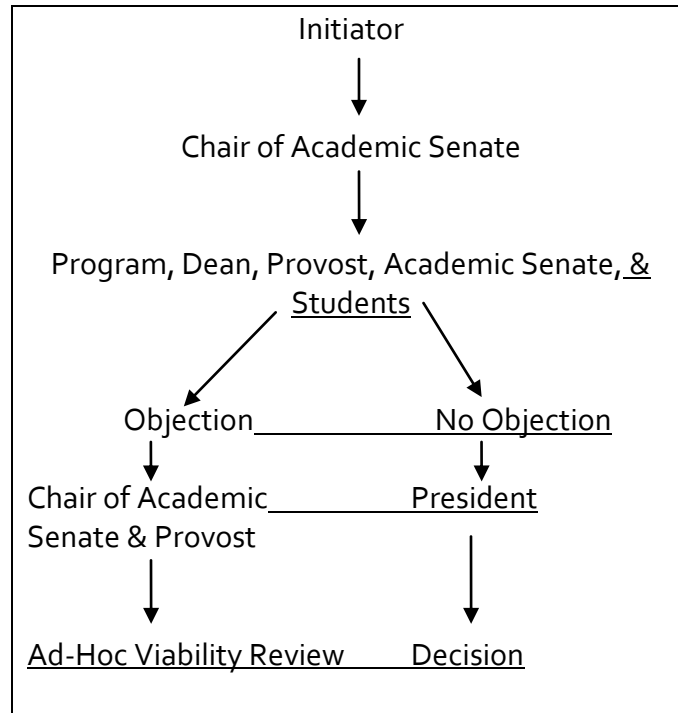 Initiator
Chair of Academic Senate
Program, Dean, Provost, Academic Senate, &
Students
Objection No Objection
Chair of Academic President
Senate & Provost
Ad-Hoc Viability Review Decision